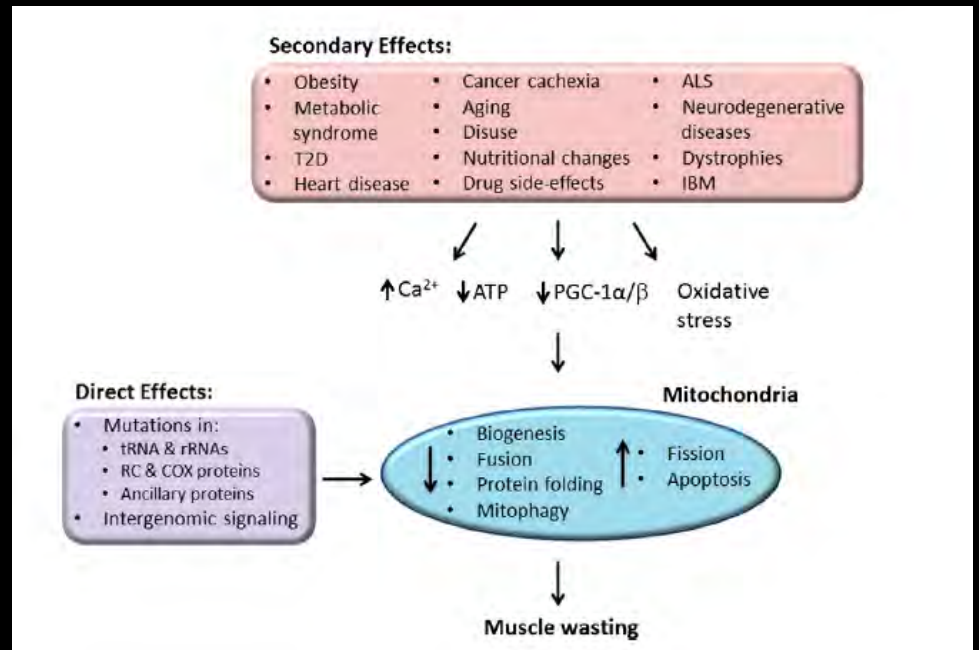 Secondary Effects:
• Obesity
• Metabolic
syndrome
• T2D
• Heart disease
• Cancer cachexia
• Aging
• Disuse
• Nutritional changes
• Drug side-effects
• ALS
• Neurodegenerative
diseases
• Dystrophies
• IBM
↑Ca²⁺ ↓ATP ↓PGC-1α/β Oxidative
stress
Direct Effects:
• Mutations in:
• tRNA & rRNAs
• RC & COX proteins
• Ancillary proteins
• Intergenomic signaling
Mitochondria
• Biogenesis
• Fusion
• Protein folding
• Mitophagy
• Fission
• Apoptosis
Muscle wasting